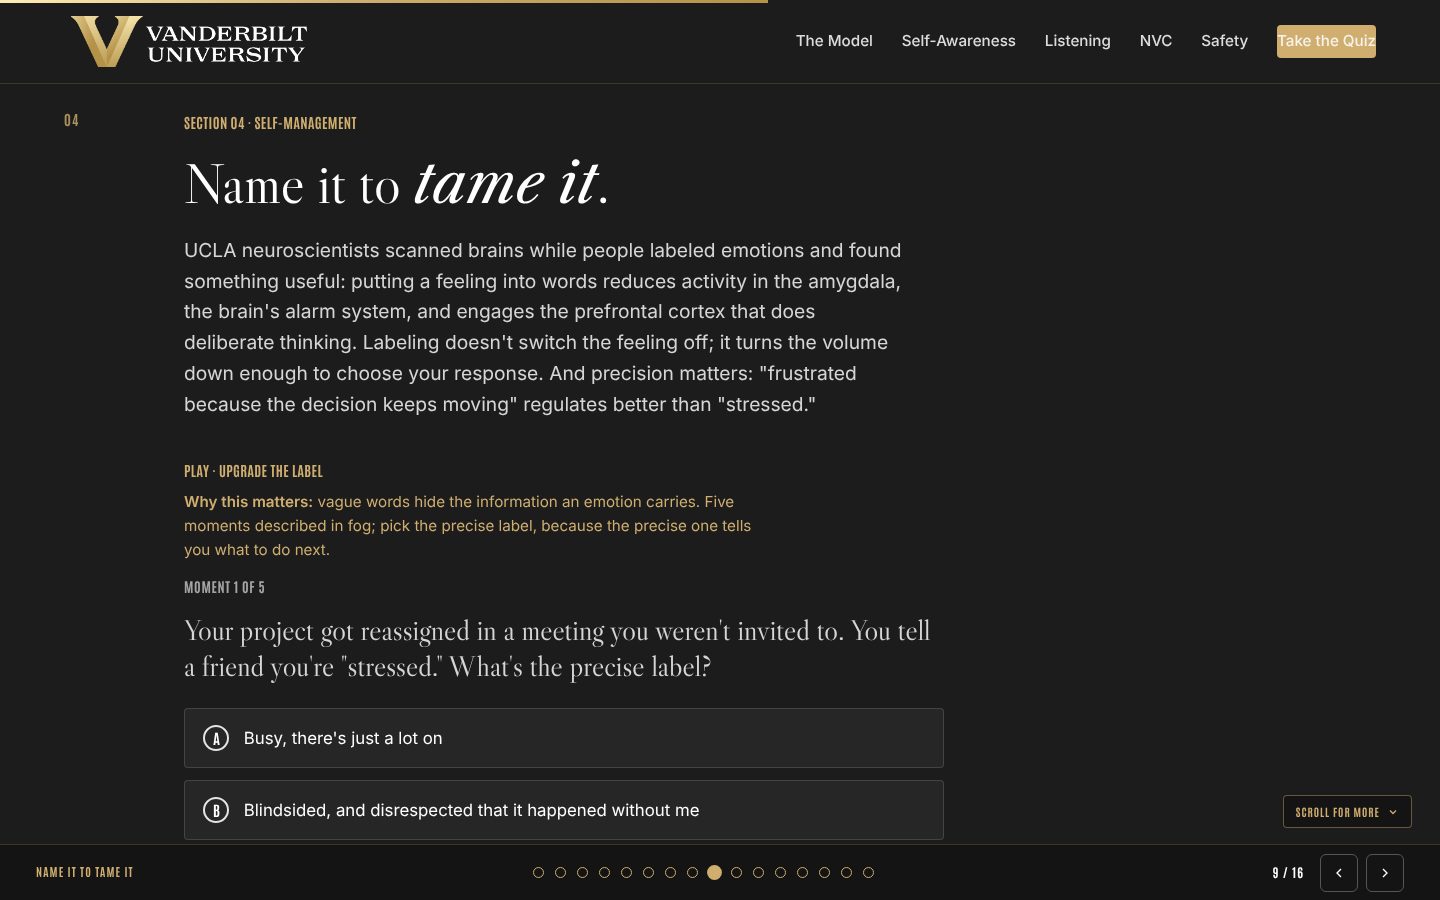 VANDERBILT
UNIVERSITY
The Model
Self-Awareness
Listening
NVC
Safety
Take the Quiz
04
SECTION 04 · SELF-MANAGEMENT
Name it to tame it.
UCLA neuroscientists scanned brains while people labeled emotions and found
something useful: putting a feeling into words reduces activity in the amygdala,
the brain's alarm system, and engages the prefrontal cortex that does
deliberate thinking. Labeling doesn't switch the feeling off; it turns the volume
down enough to choose your response. And precision matters: "frustrated
because the decision keeps moving" regulates better than "stressed."
PLAY · UPGRADE THE LABEL
Why this matters: vague words hide the information an emotion carries. Five
moments described in fog; pick the precise label, because the precise one tells
you what to do next.
MOMENT 1 OF 5
Your project got reassigned in a meeting you weren't invited to. You tell
a friend you're "stressed." What's the precise label?
A Busy, there's just a lot on
B Blindsided, and disrespected that it happened without me
SCROLL FOR MORE
NAME IT TO TAME IT
9 / 16